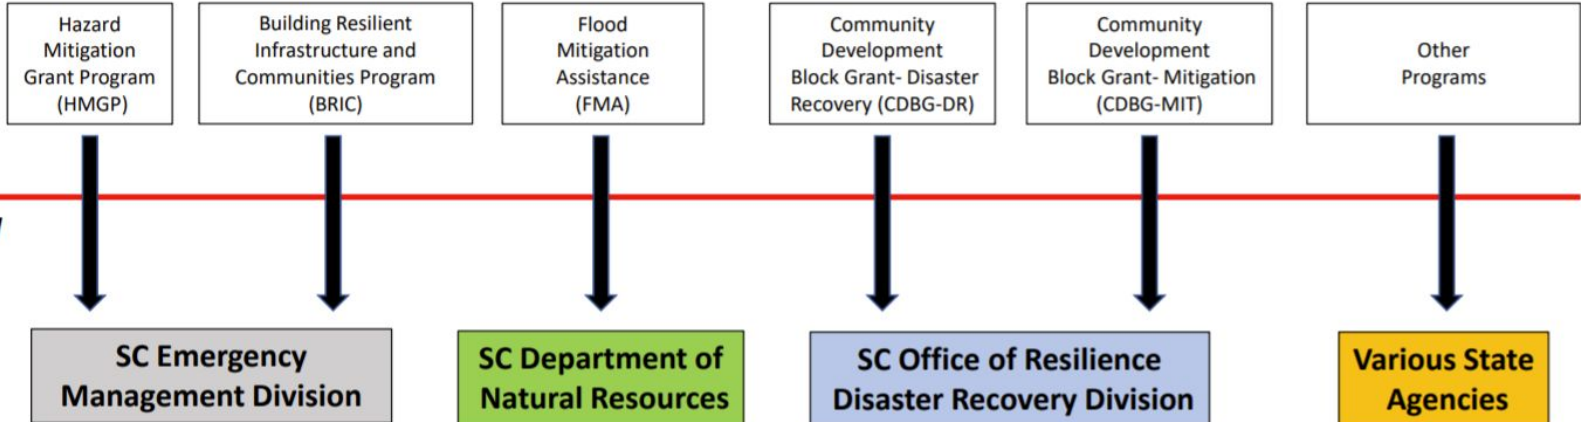 Hazard
Mitigation
Grant Program
(HMGP)
Building Resilient
Infrastructure and
Communities Program
(BRIC)
Flood
Mitigation
Assistance
(FMA)
Community
Development
Block Grant- Disaster
Recovery (CDBG-DR)
Community
Development
Block Grant- Mitigation
(CDBG-MIT)
Other
Programs
SC Emergency
Management Division
SC Department of
Natural Resources
SC Office of Resilience
Disaster Recovery Division
Various State
Agencies